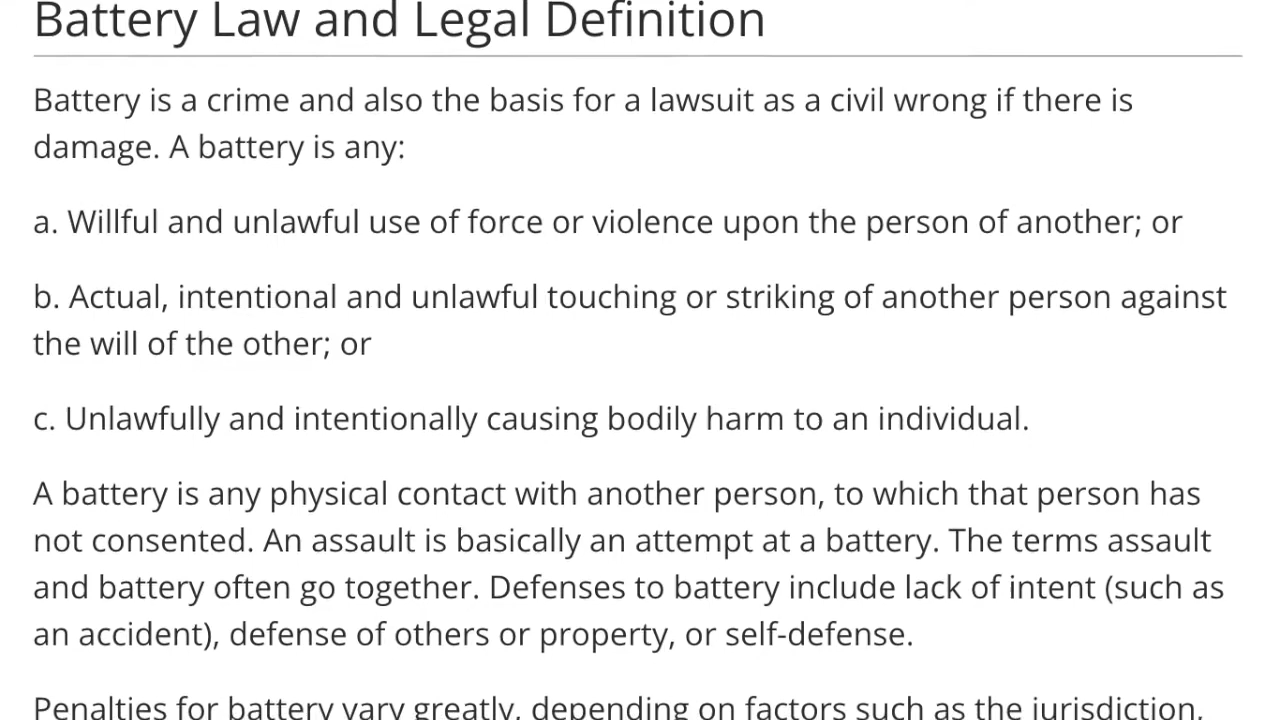 Battery Law and Legal Definition
Battery is a crime and also the basis for a lawsuit as a civil wrong if there is
damage. A battery is any:
a. Willful and unlawful use of force or violence upon the person of another; or
b. Actual, intentional and unlawful touching or striking of another person against
the will of the other; or
c. Unlawfully and intentionally causing bodily harm to an individual.
A battery is any physical contact with another person, to which that person has
not consented. An assault is basically an attempt at a battery. The terms assault
and battery often go together. Defenses to battery include lack of intent (such as
an accident), defense of others or property, or self-defense.
Penalties for battery vary greatly, depending on factors such as the jurisdiction,